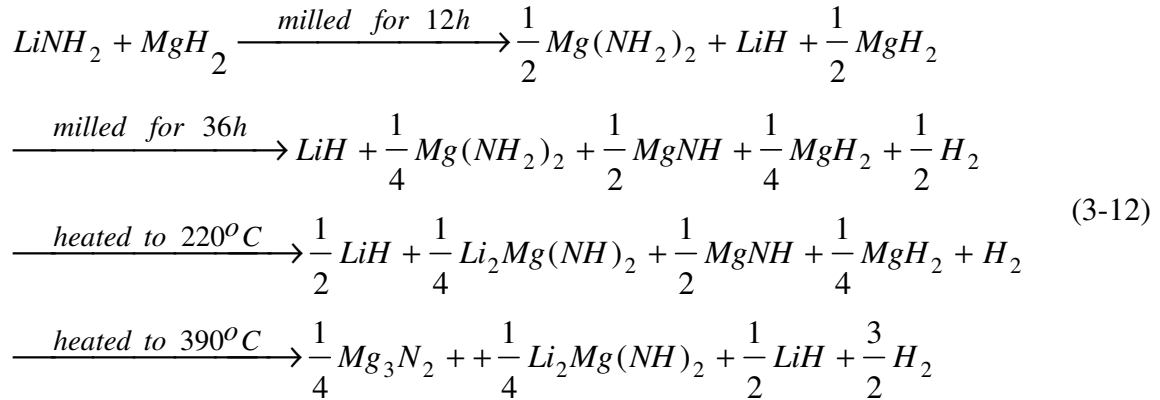 LiNH₂ + MgH₂ —milled for 12h→ 1/2 Mg(NH₂)₂ + LiH + 1/2 MgH₂
—milled for 36h→ LiH + 1/4 Mg(NH₂)₂ + 1/2 MgNH + 1/4 MgH₂ + 1/2 H₂
(3-12)
—heated to 220°C→ 1/2 LiH + 1/4 Li₂Mg(NH)₂ + 1/2 MgNH + 1/4 MgH₂ + H₂
—heated to 390°C→ 1/4 Mg₃N₂ + + 1/4 Li₂Mg(NH)₂ + 1/2 LiH + 3/2 H₂